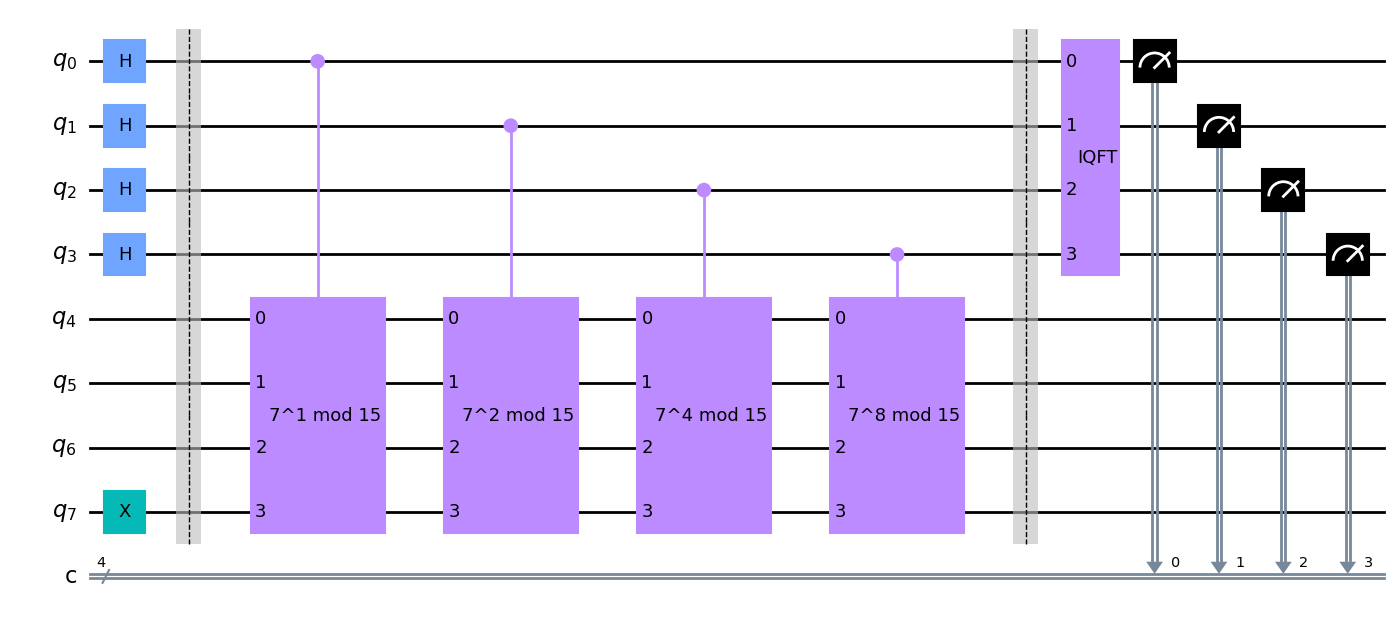 q0 H 0
q1 H 1
IQFT
q2 H 2
q3 H 3
q4 0 0 0 0
q5 1 1 1 1
7^1 mod 15 7^2 mod 15 7^4 mod 15 7^8 mod 15
q6 2 2 2 2
q7 X 3 3 3 3
4 0 1 2 3
c